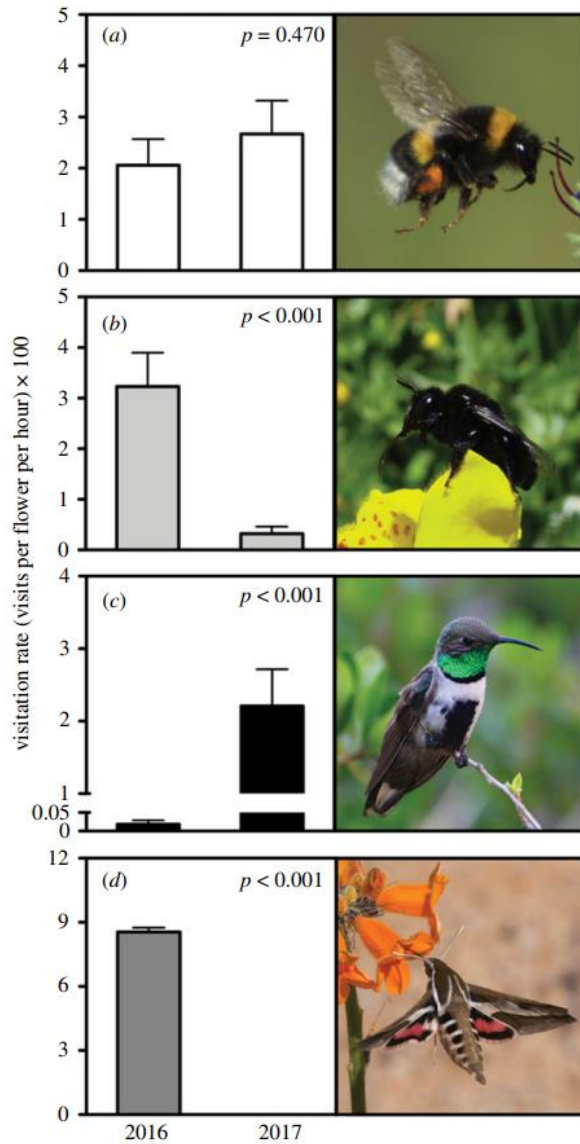 visitation rate (visits per flower per hour) × 100
5
(a)
p = 0.470
4
3
2
1
0
5
(b)
p < 0.001
4
3
2
1
0
4
(c)
p < 0.001
3
2
1
0.05
0
12
(d)
p < 0.001
9
6
3
0
2016
2017